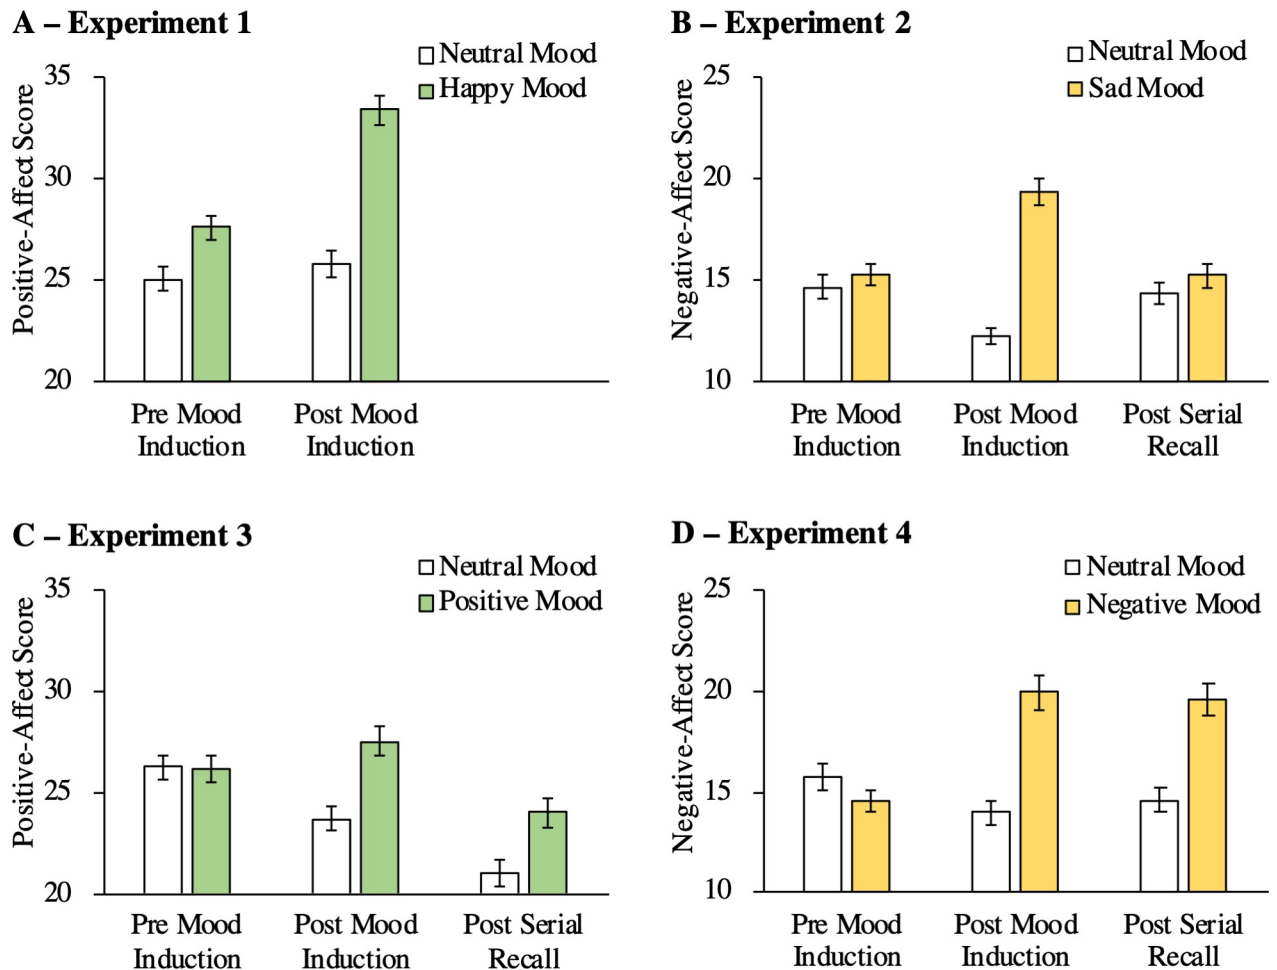 A – Experiment 1
Neutral Mood
Happy Mood
Positive-Affect Score
35
30
25
20
Pre Mood
Induction
Post Mood
Induction
B – Experiment 2
Neutral Mood
Sad Mood
Negative-Affect Score
25
20
15
10
Pre Mood
Induction
Post Mood
Induction
Post Serial
Recall
C – Experiment 3
Neutral Mood
Positive Mood
Positive-Affect Score
35
30
25
20
Pre Mood
Induction
Post Mood
Induction
Post Serial
Recall
D – Experiment 4
Neutral Mood
Negative Mood
Negative-Affect Score
25
20
15
10
Pre Mood
Induction
Post Mood
Induction
Post Serial
Recall